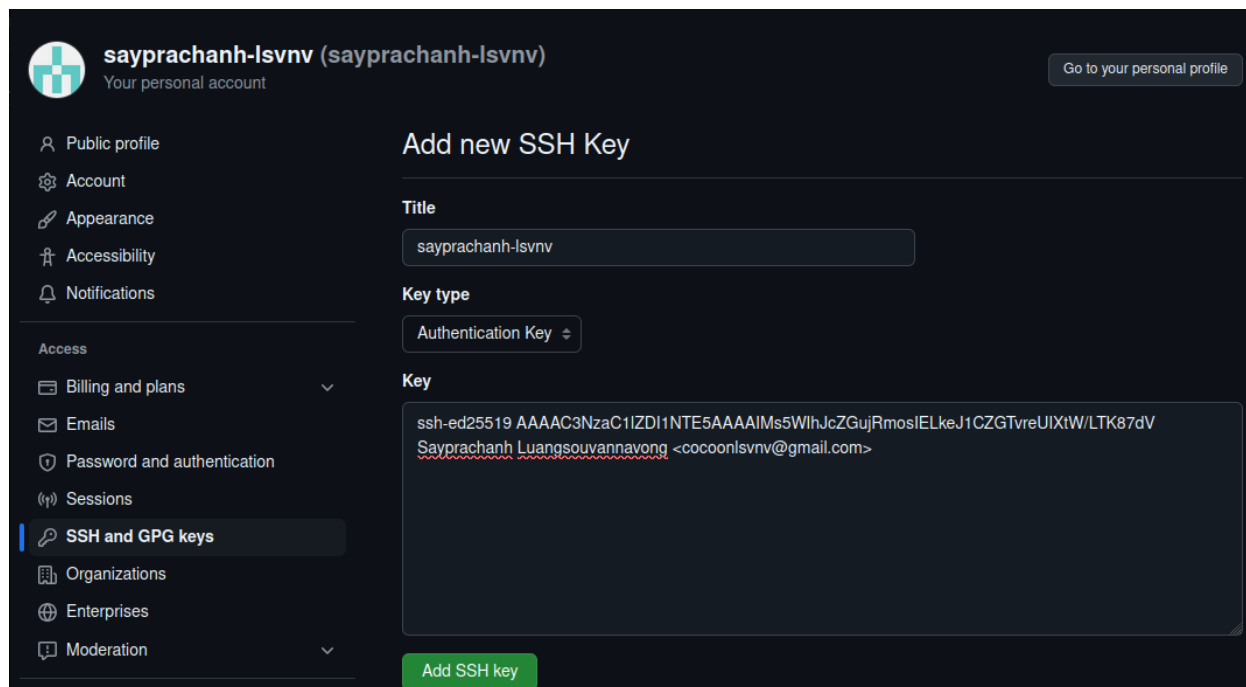 sayprachanh-lsvnv (sayprachanh-lsvnv)
Your personal account
Go to your personal profile
Public profile
Account
Appearance
Accessibility
Notifications
Access
Billing and plans
Emails
Password and authentication
Sessions
SSH and GPG keys
Organizations
Enterprises
Moderation
Add new SSH Key
Title
sayprachanh-lsvnv
Key type
Authentication Key
Key
ssh-ed25519 AAAAC3NzaC1lZDI1NTE5AAAAIMs5WIhJcZGujRmosIELkeJ1CZGTvreUIXtW/LTK87dV
Sayprachanh Luangsouvannavong <cocoonlsvnv@gmail.com>
Add SSH key